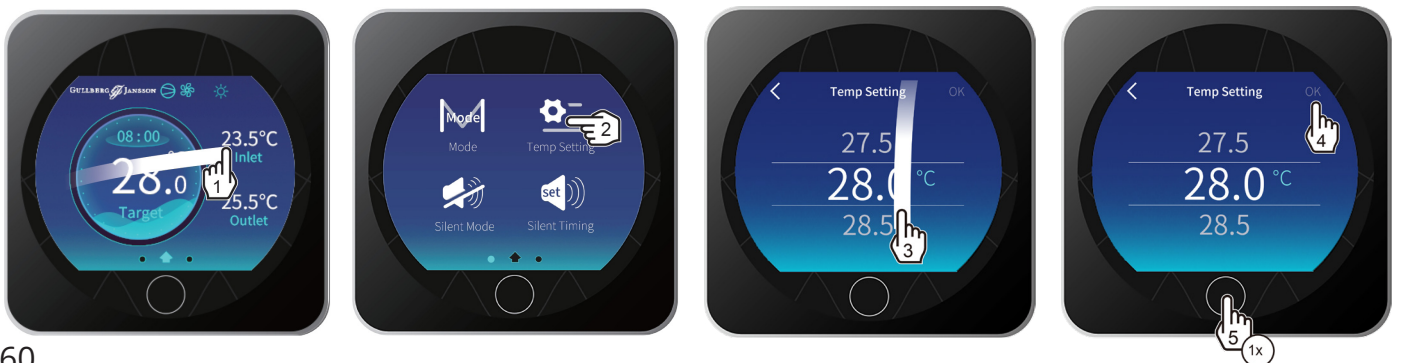 GULLBERG JANSSON
08:00
28.0
Target
23.5°C
Inlet
25.5°C
Outlet
1
Mode
Mode
Temp Setting
2
Silent Mode
set
Silent Timing
Temp Setting
OK
27.5
28.0 °C
28.5
3
Temp Setting
OK
4
27.5
28.0 °C
28.5
5
1x
60